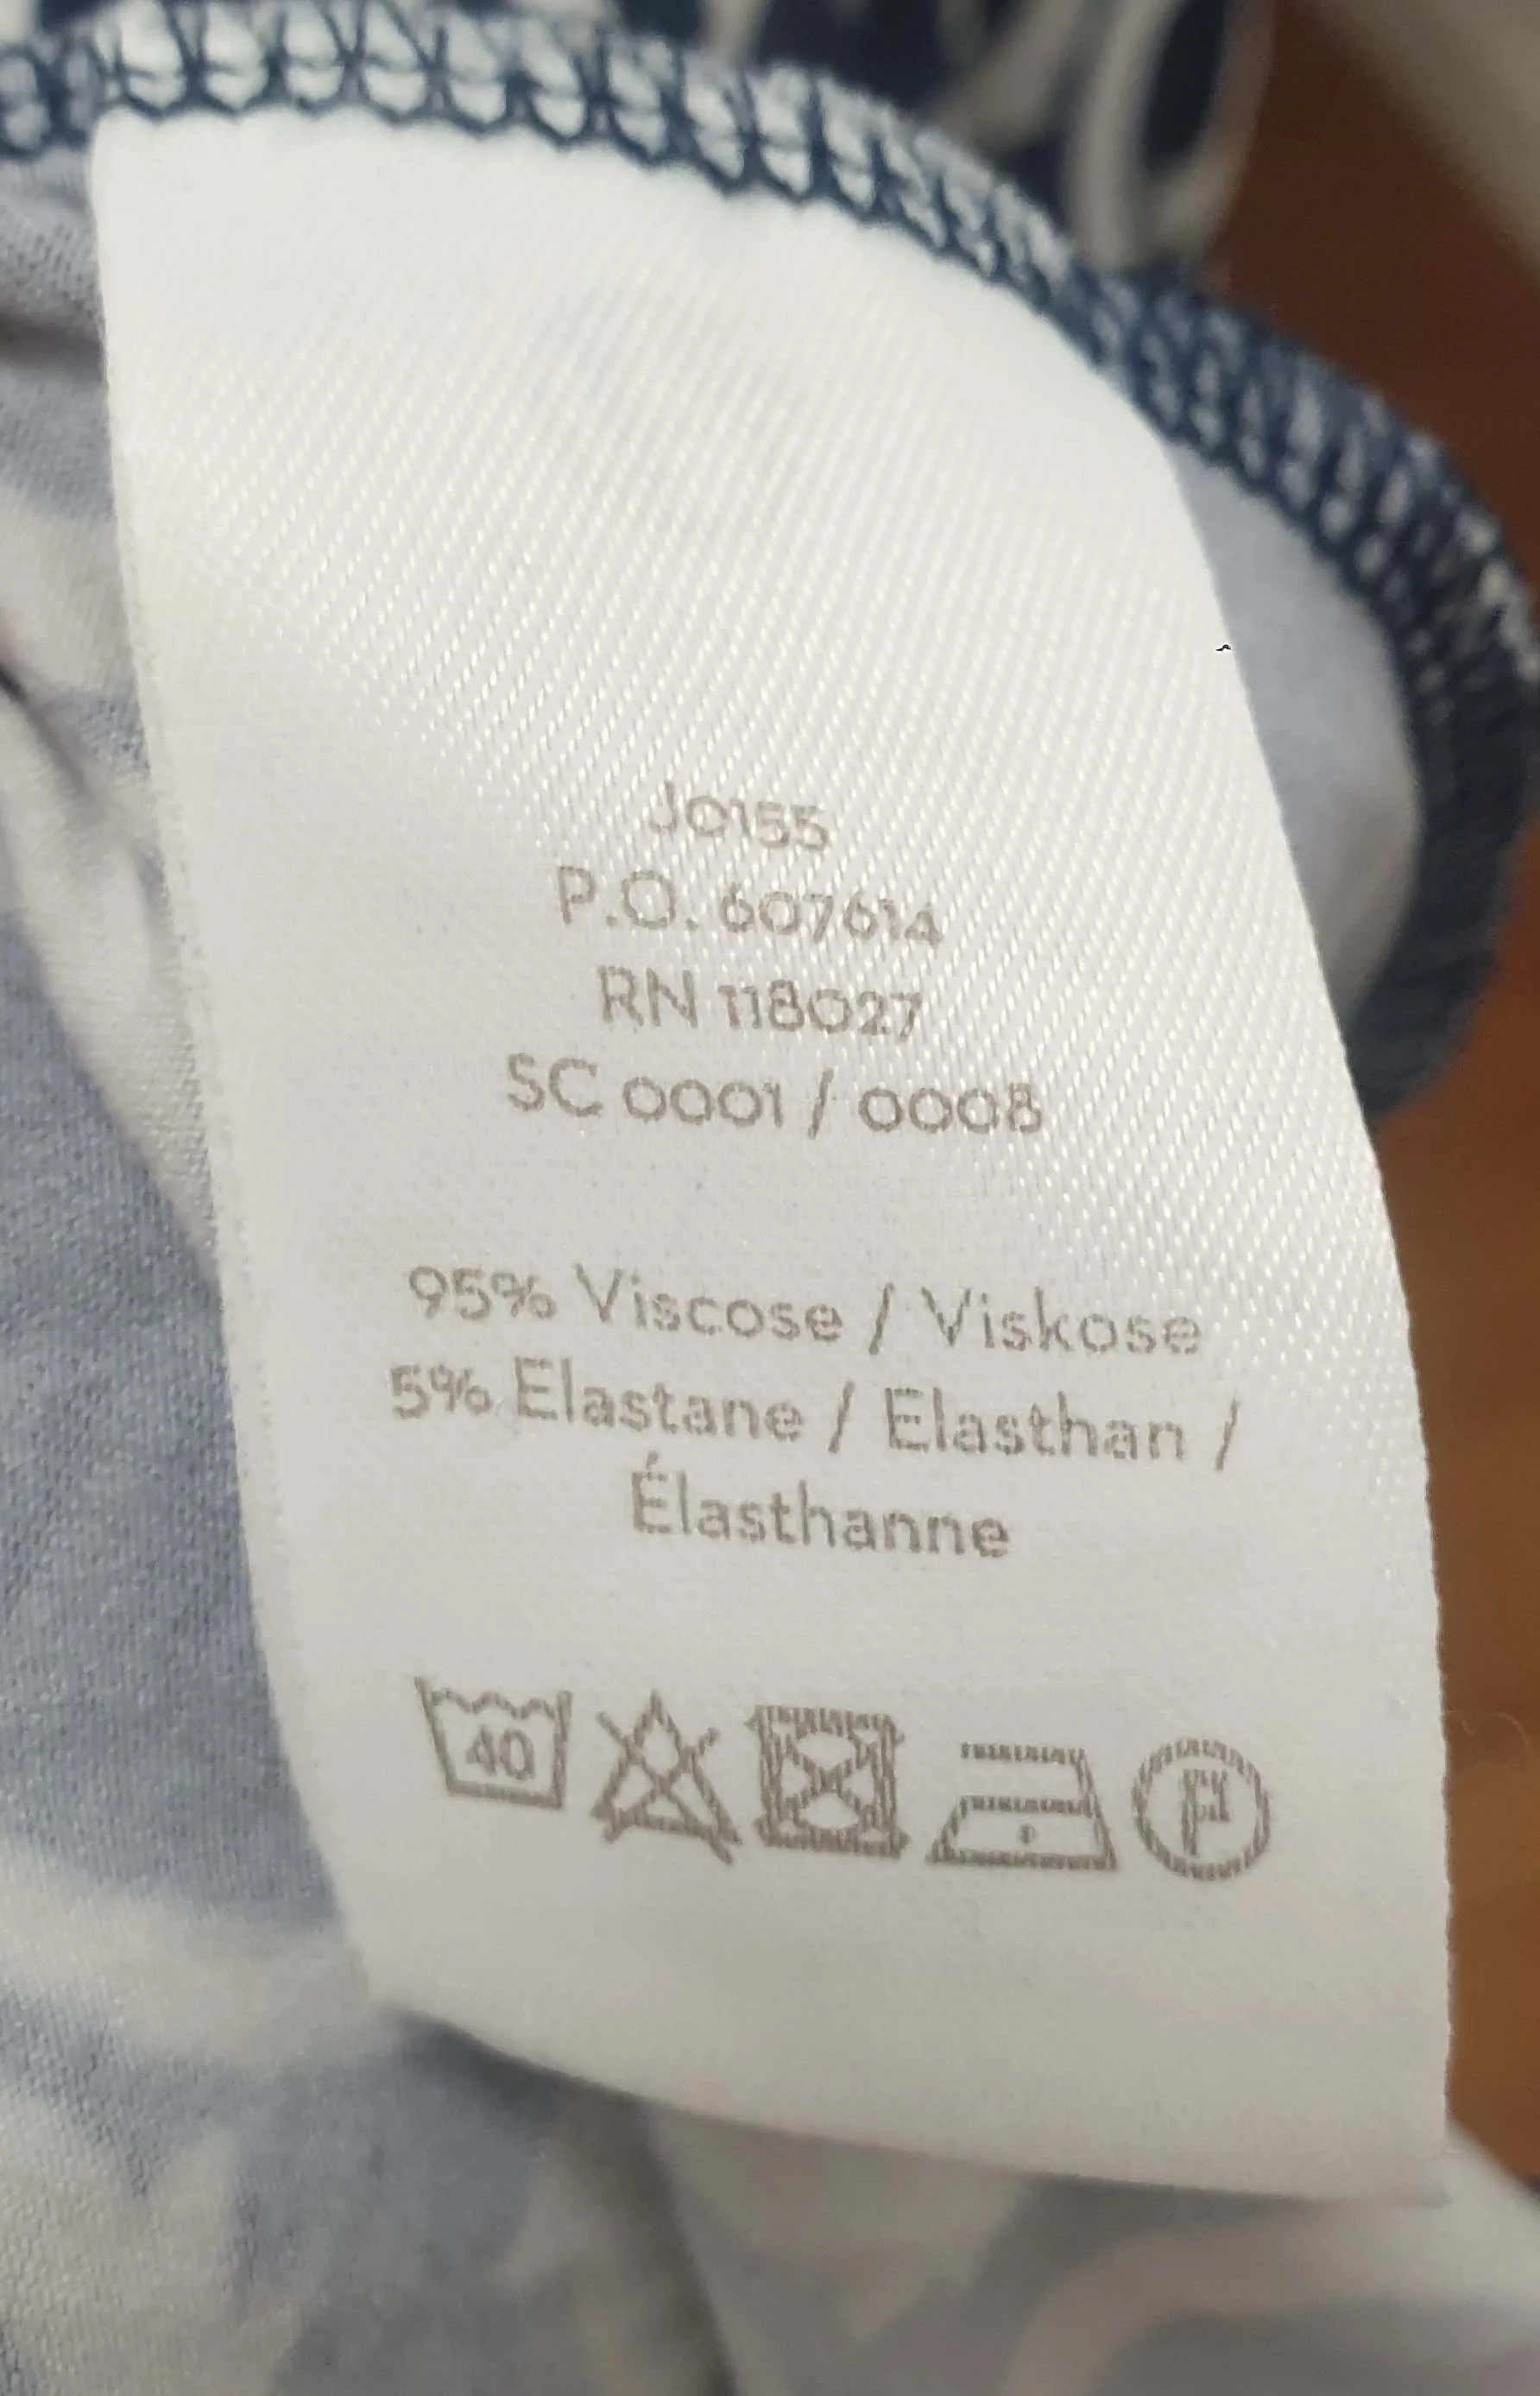 J0155
P.O. 607614
RN 118027
SC 0001 / 0008
95% Viscose / Viskose
5% Elastane / Elasthan /
Élasthanne
40
F